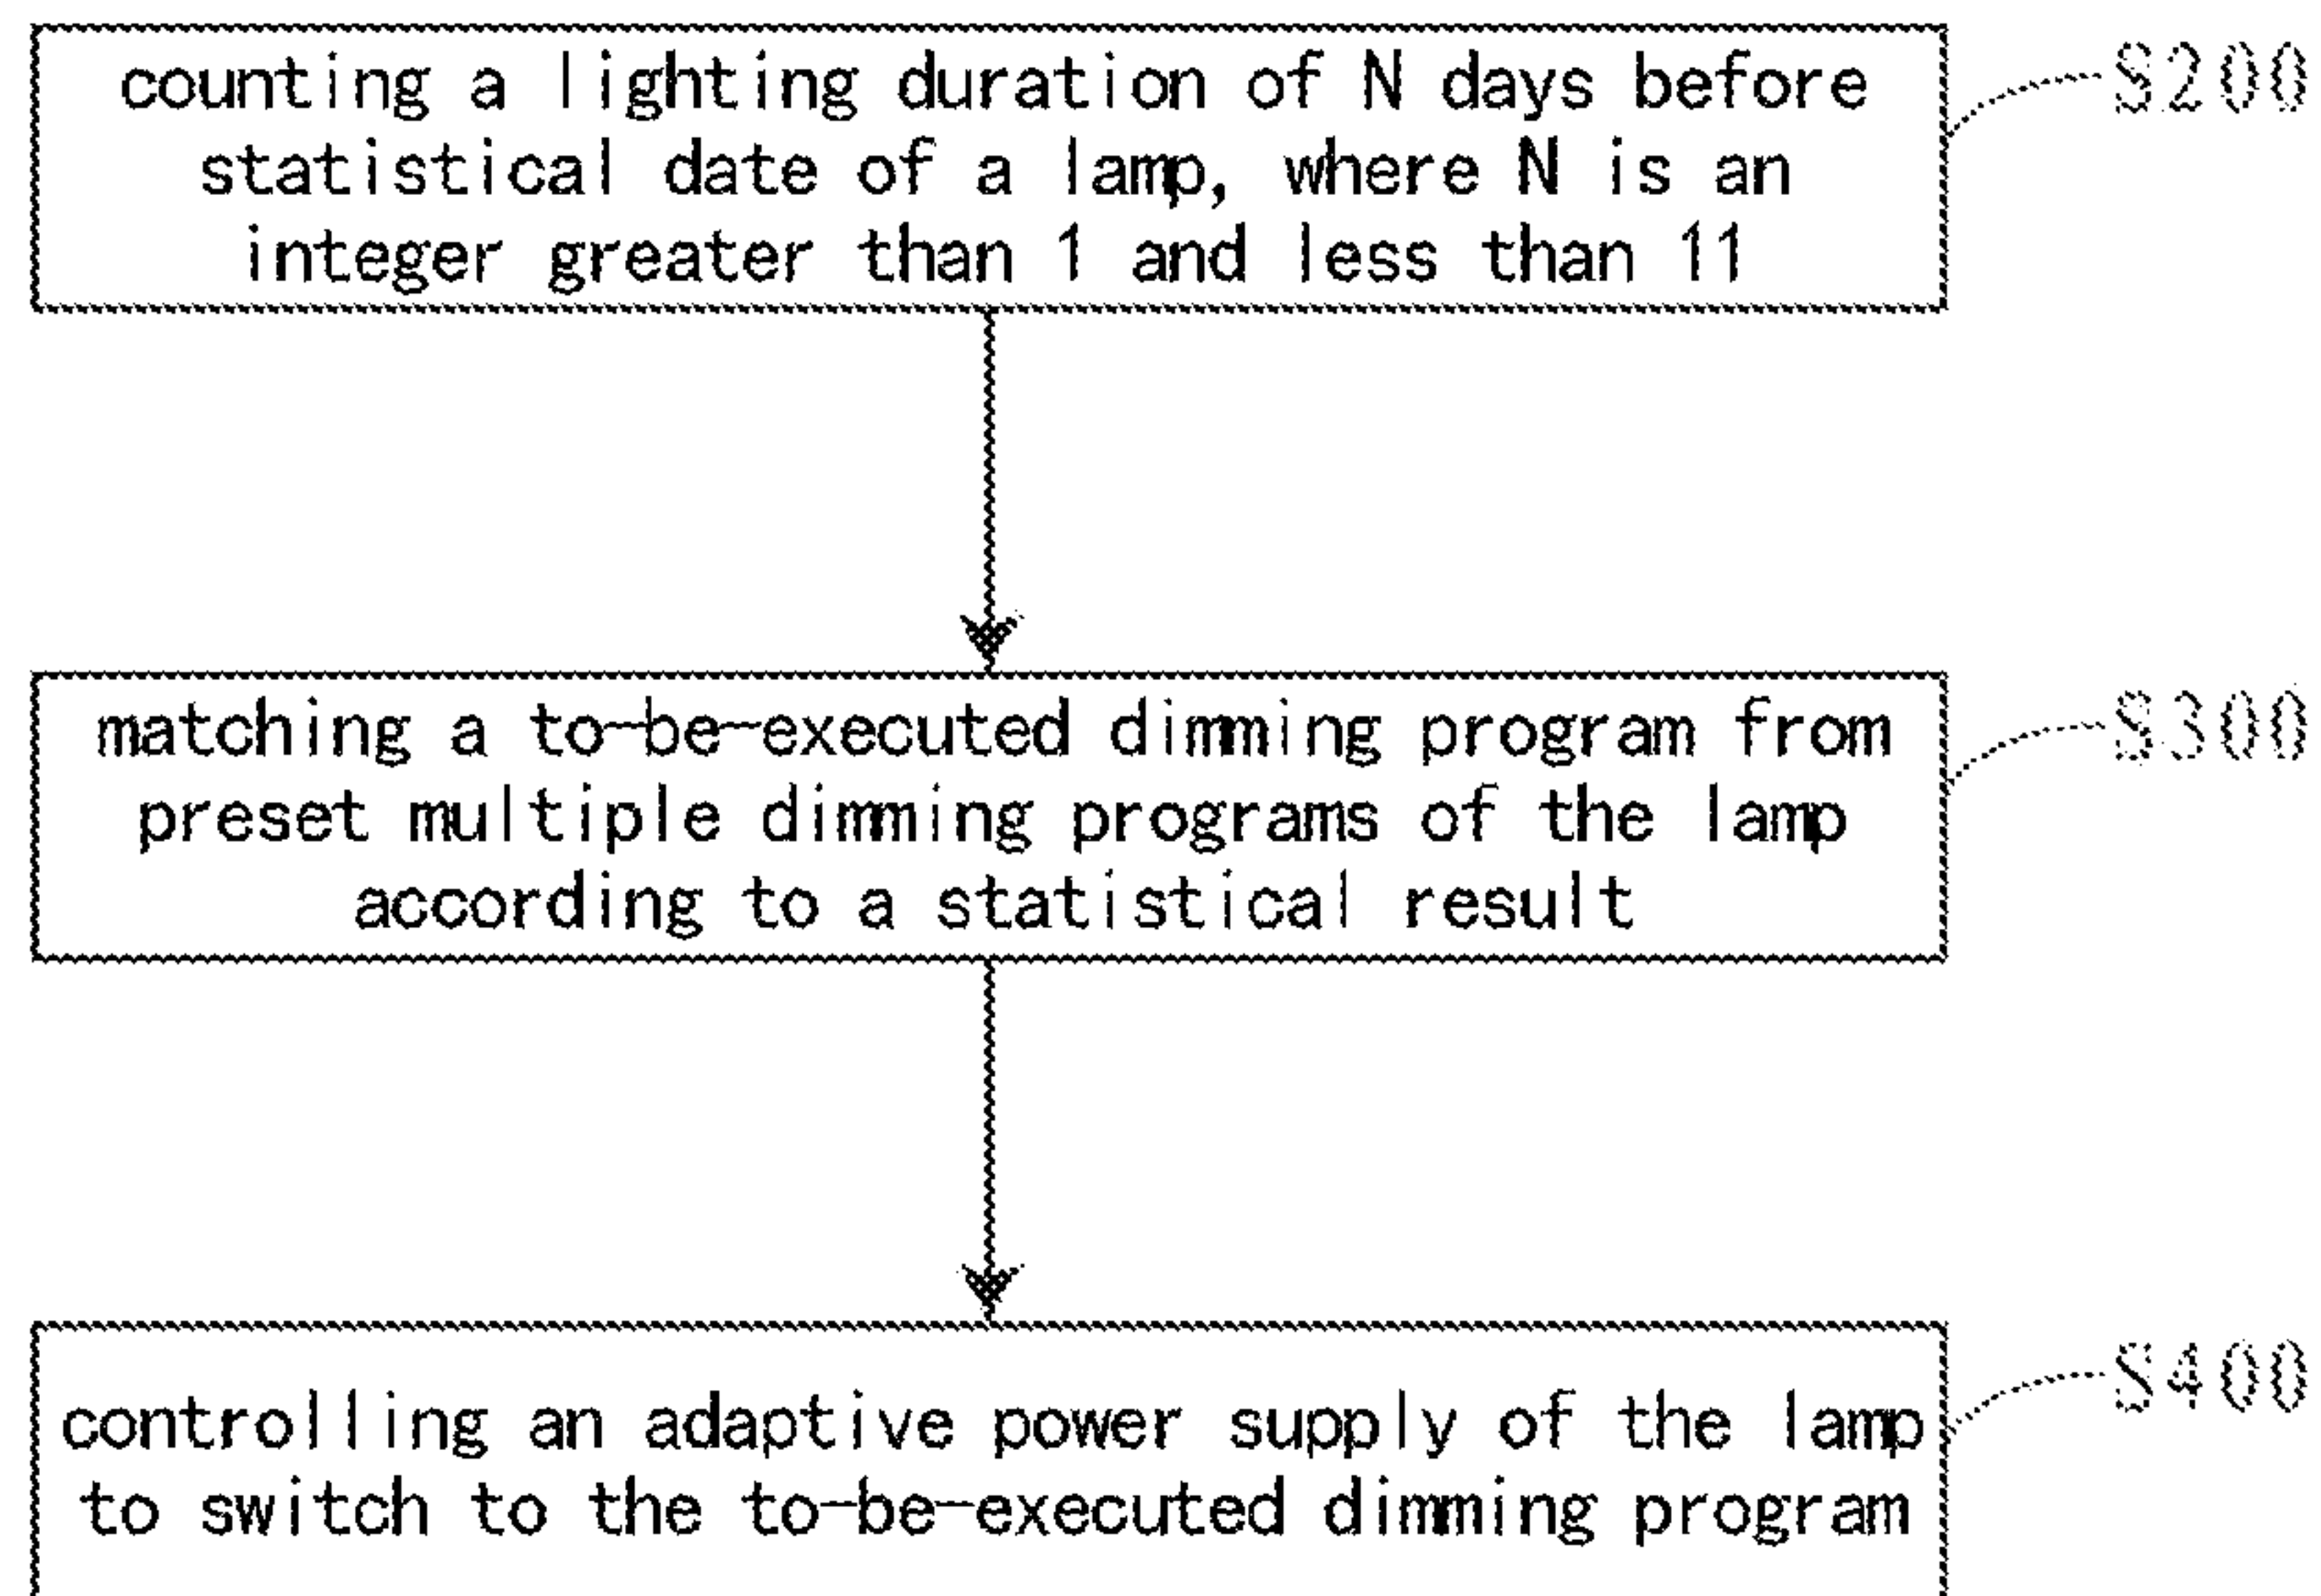 counting a lighting duration of N days before
statistical date of a lamp, where N is an
integer greater than 1 and less than 11
S200
matching a to-be-executed dimming program from
preset multiple dimming programs of the lamp
according to a statistical result
S300
controlling an adaptive power supply of the lamp
to switch to the to-be-executed dimming program
S400